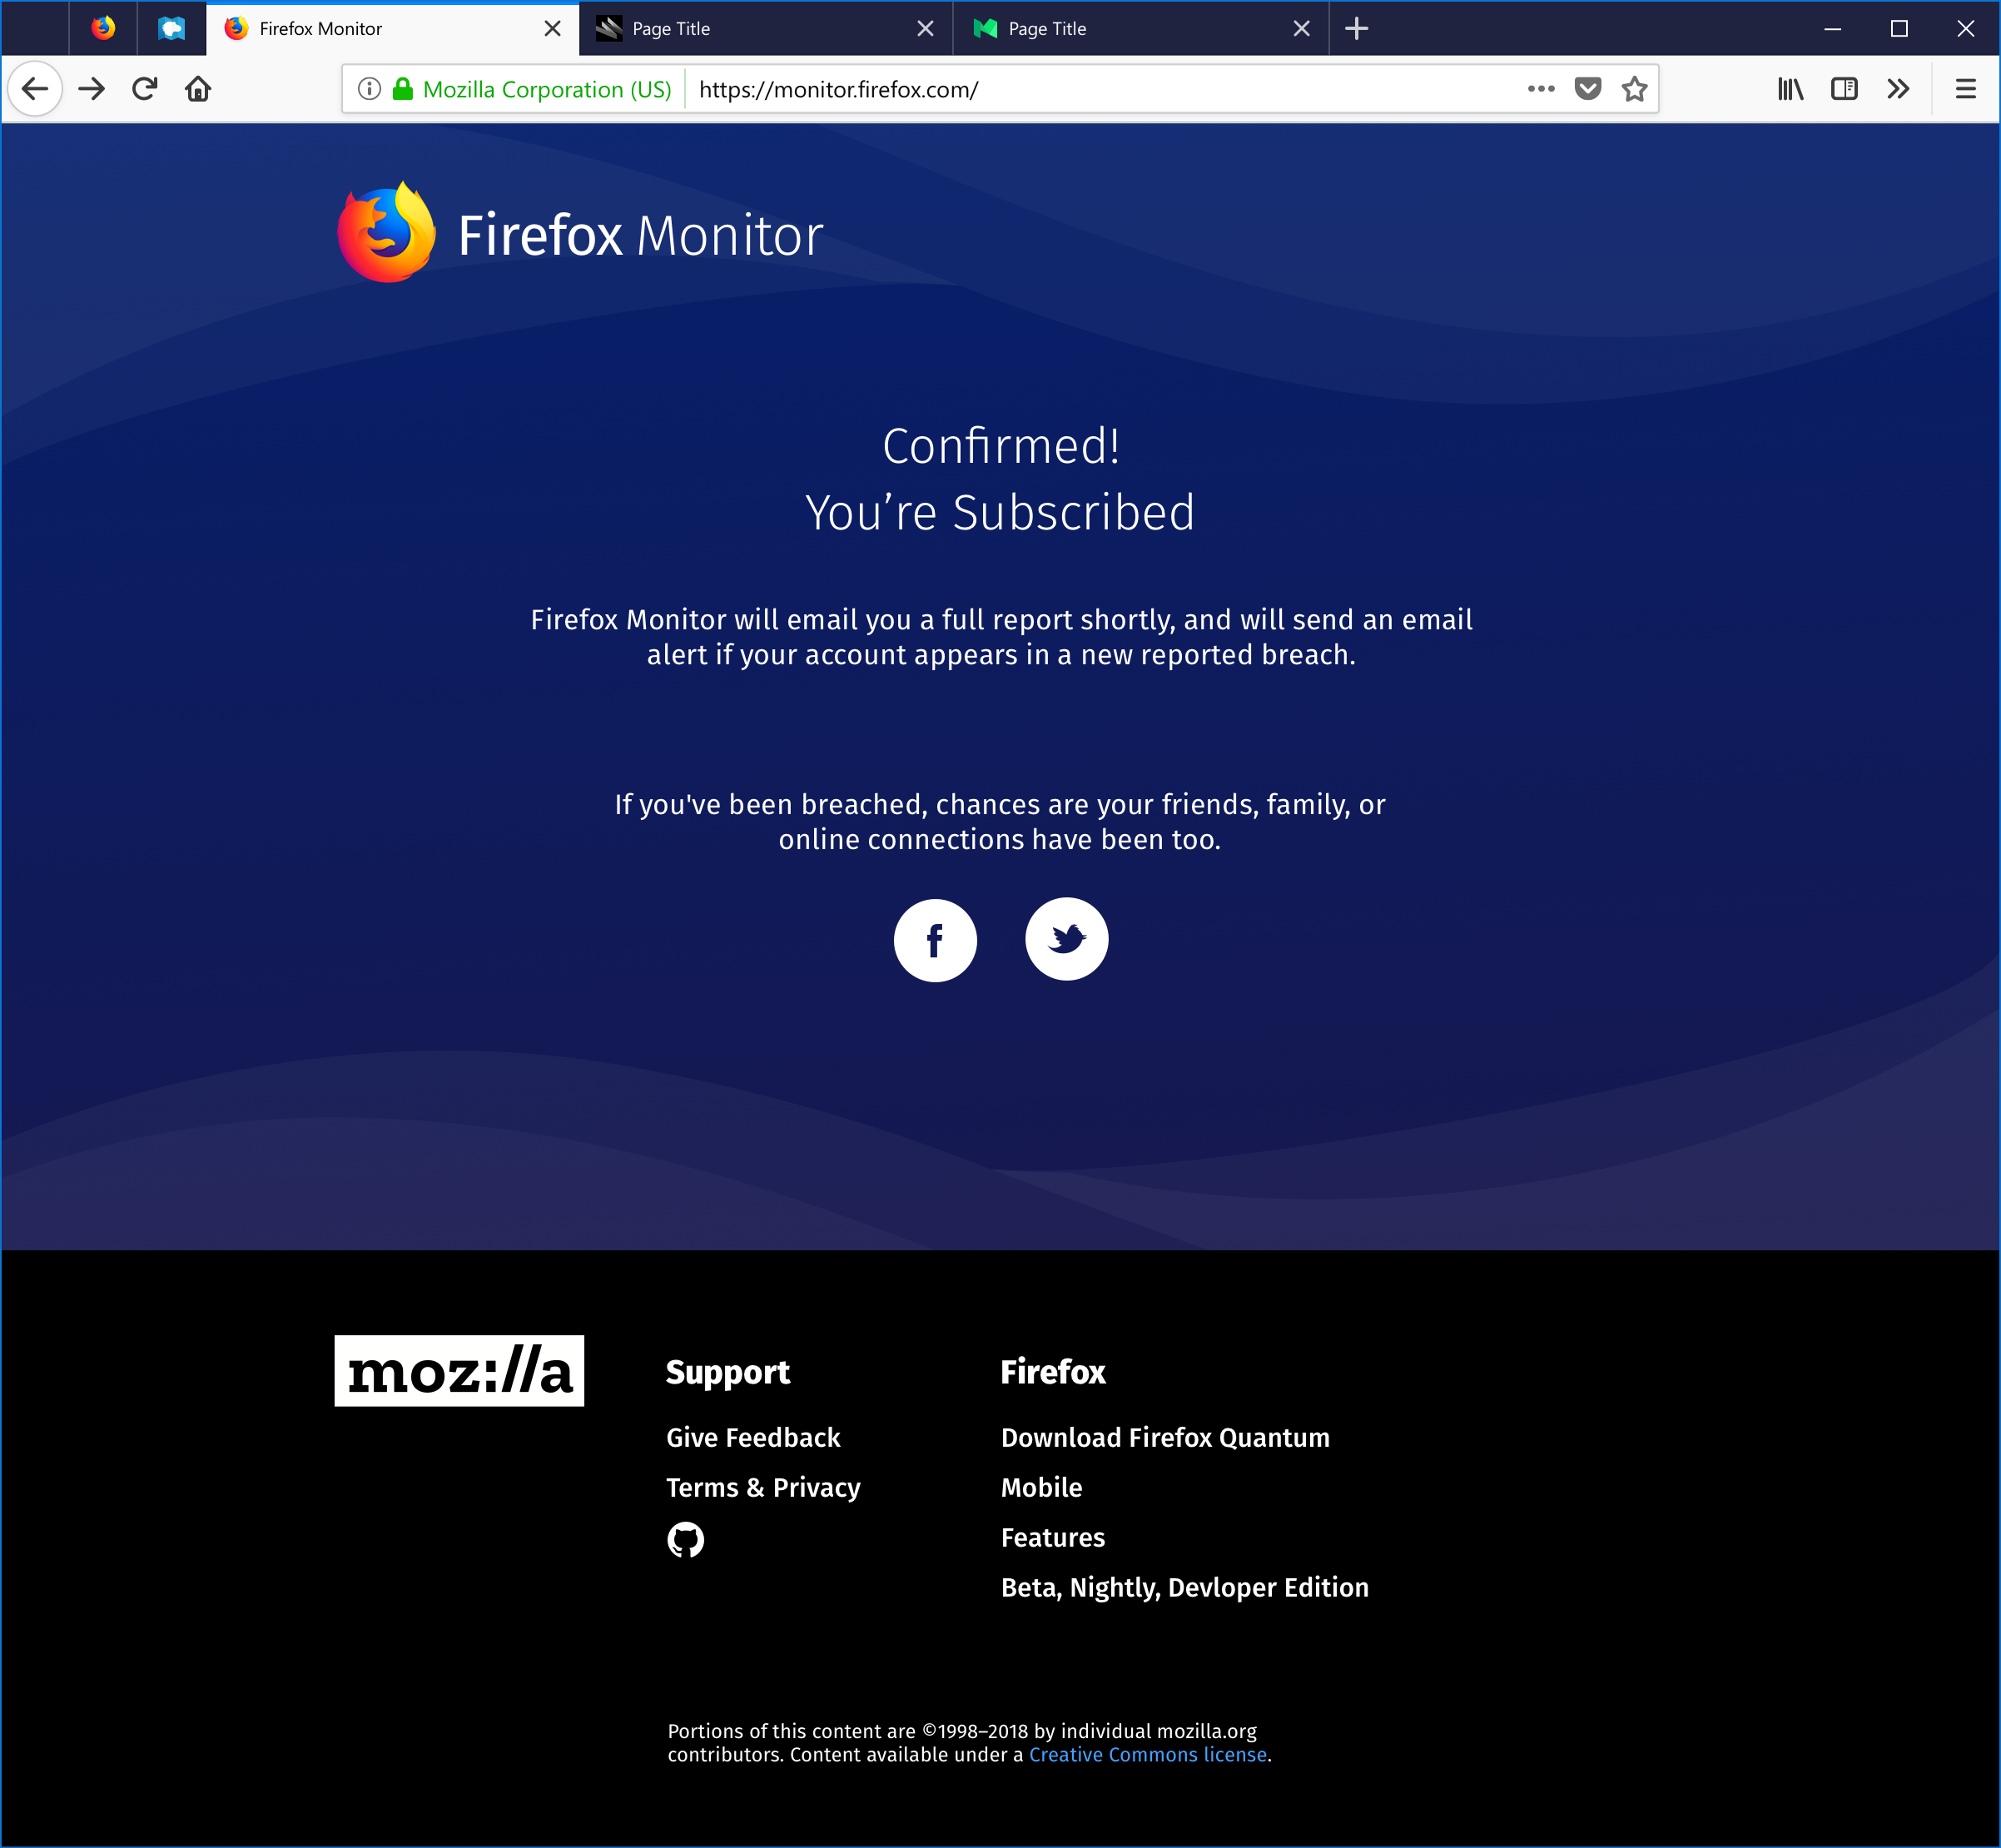 Firefox Monitor
Page Title
Page Title
Mozilla Corporation (US)
https://monitor.firefox.com/
Firefox Monitor
Confirmed!
You’re Subscribed
Firefox Monitor will email you a full report shortly, and will send an email
alert if your account appears in a new reported breach.
If you've been breached, chances are your friends, family, or
online connections have been too.
moz://a
Support
Give Feedback
Terms & Privacy
Firefox
Download Firefox Quantum
Mobile
Features
Beta, Nightly, Devloper Edition
Portions of this content are ©1998–2018 by individual mozilla.org
contributors. Content available under a Creative Commons license.